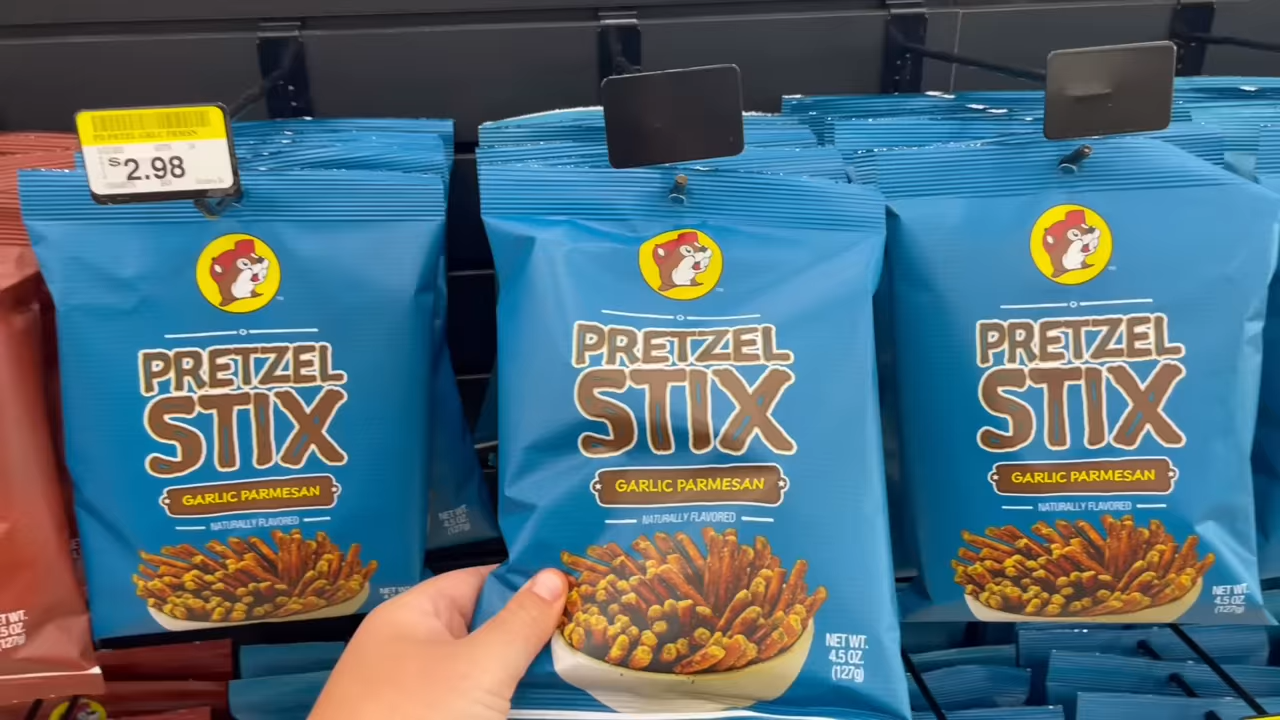 $2.98
PRETZEL
STIX
GARLIC PARMESAN
NATURALLY FLAVORED
PRETZEL
STIX
GARLIC PARMESAN
NATURALLY FLAVORED
NET WT.
4.5 OZ.
(127g)
PRETZEL
STIX
GARLIC PARMESAN
NATURALLY FLAVORED
NET WT.
4.5 OZ.
(127g)